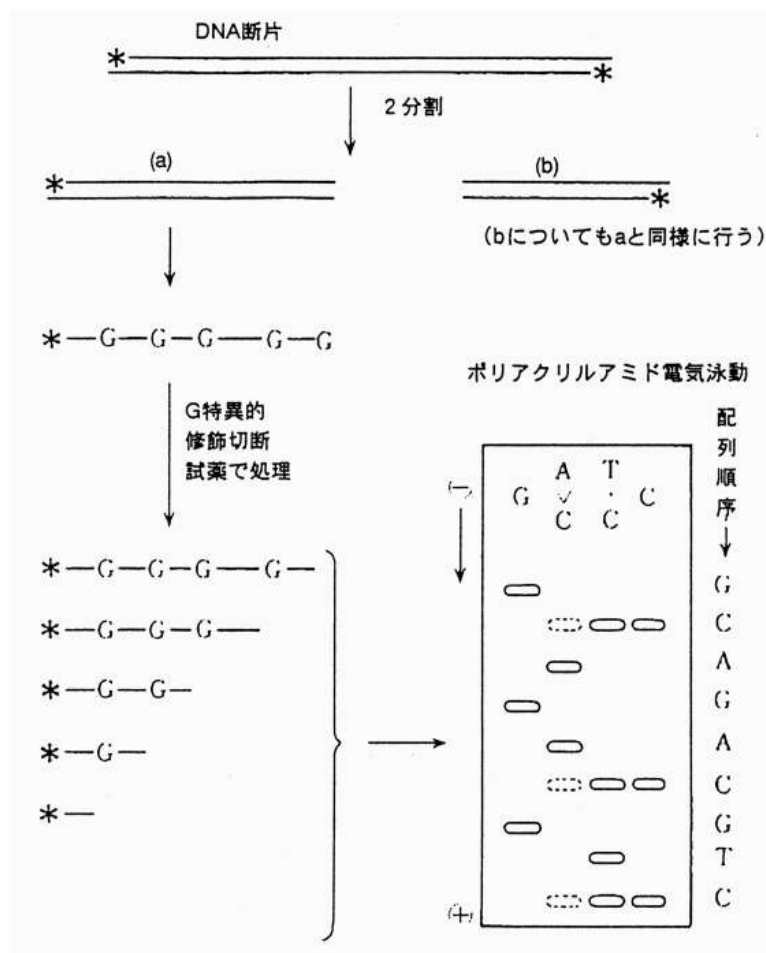 DNA断片
*
*
2分割
(a)
(b)
*
*
(bについてもaと同様に行う)
*—G—G—G—G—G
G特異的
修飾切断
試薬で処理
*—G—G—G—G—
*—G—G—G—
*—G—G—
*—G—
*—
ポリアクリルアミド電気泳動
配列順序
(−)
G
A
∨
C
T
·
C
C
(+)
G
C
A
G
A
C
G
T
C